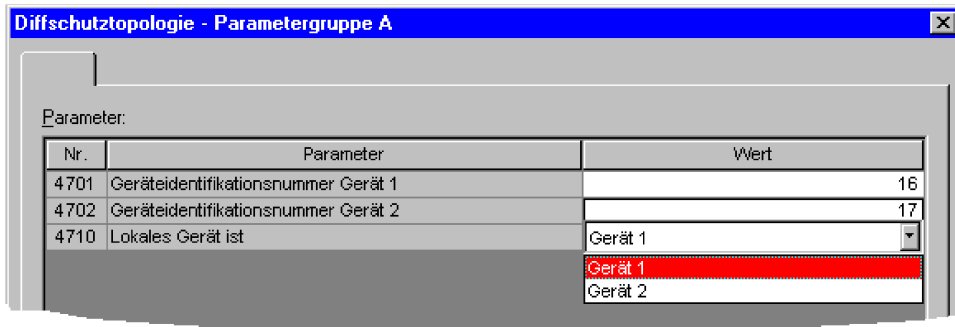 Diffschutztopologie - Parametergruppe A
Parameter:
Nr. Parameter Wert
4701 Geräteidentifikationsnummer Gerät 1 16
4702 Geräteidentifikationsnummer Gerät 2 17
4710 Lokales Gerät ist Gerät 1
Gerät 1
Gerät 2